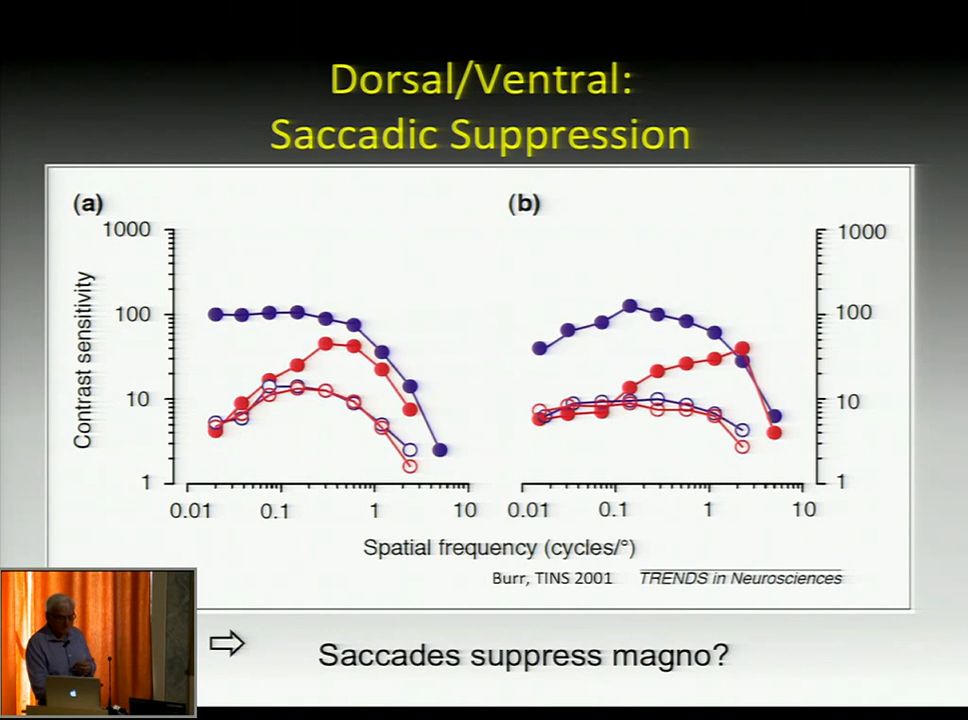 Dorsal/Ventral:
Saccadic Suppression
(a)
(b)
1000
100
10
1
Contrast sensitivity
0.01 0.1 1 10
1000
100
10
1
0.01 0.1 1 10
Spatial frequency (cycles/°)
Burr, TINS 2001 TRENDS in Neurosciences
⇨ Saccades suppress magno?